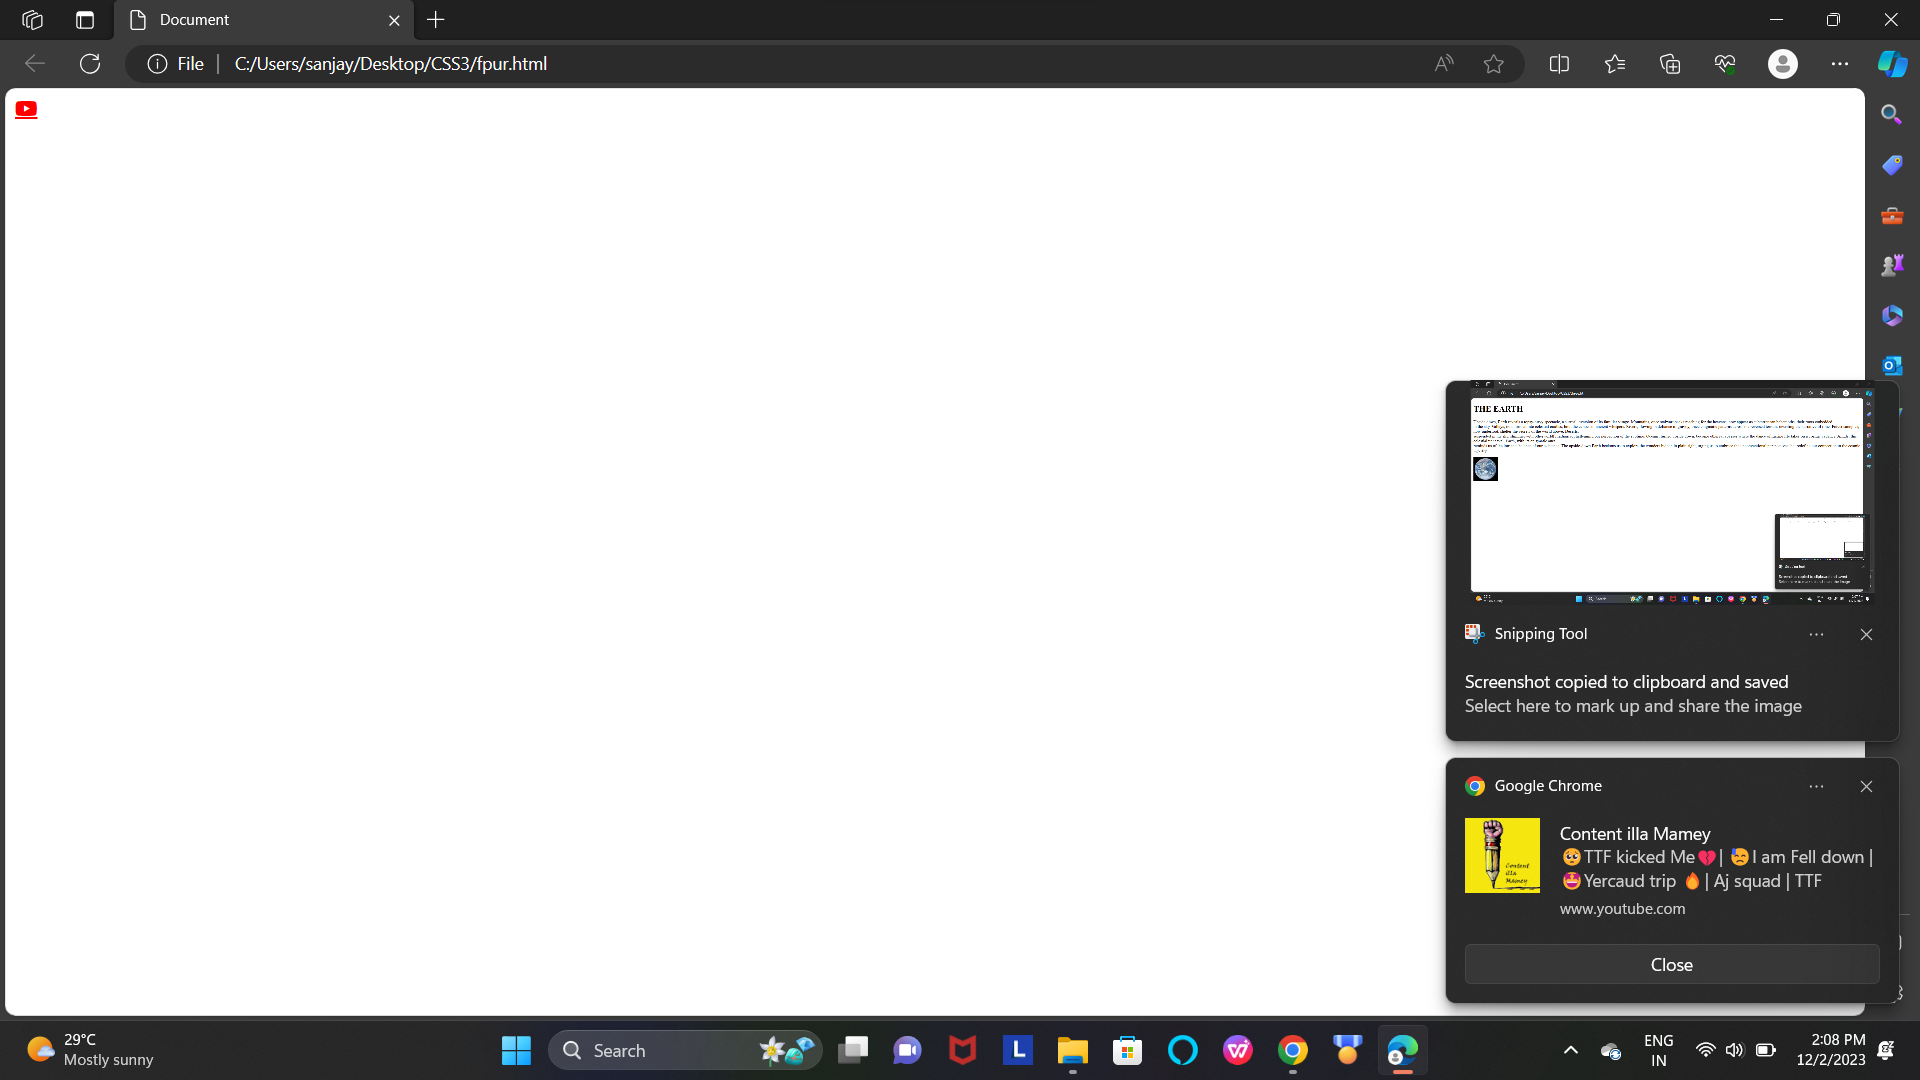 Document
File
C:/Users/sanjay/Desktop/CSS3/fpur.html
THE EARTH
Snipping Tool
Screenshot copied to clipboard and saved
Select here to mark up and share the image
Google Chrome
Content illa Mamey
🥺TTF kicked Me💔| 😓I am Fell down |
🤩Yercaud trip 🔥| Aj squad | TTF
www.youtube.com
Close
29°C
Mostly sunny
Search
ENG
IN
2:08 PM
12/2/2023